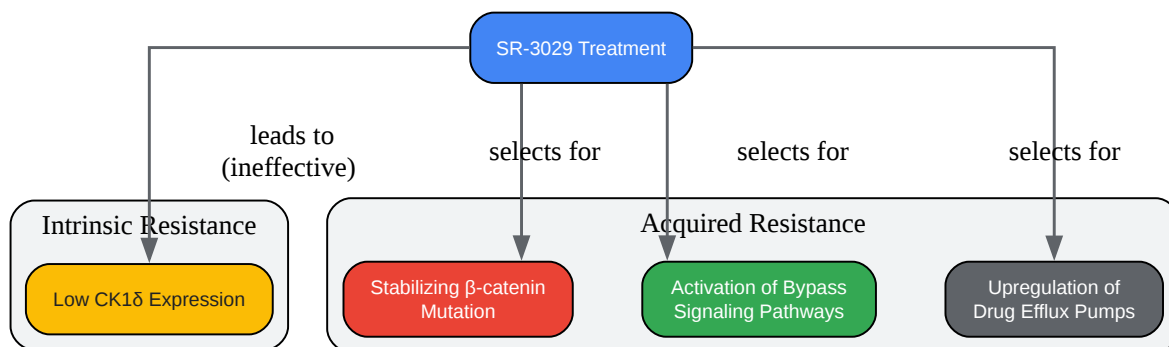 SR-3029 Treatment
leads to
(ineffective)
selects for
selects for
selects for
Intrinsic Resistance
Acquired Resistance
Low CK1δ Expression
Stabilizing β-catenin
Mutation
Activation of Bypass
Signaling Pathways
Upregulation of
Drug Efflux Pumps